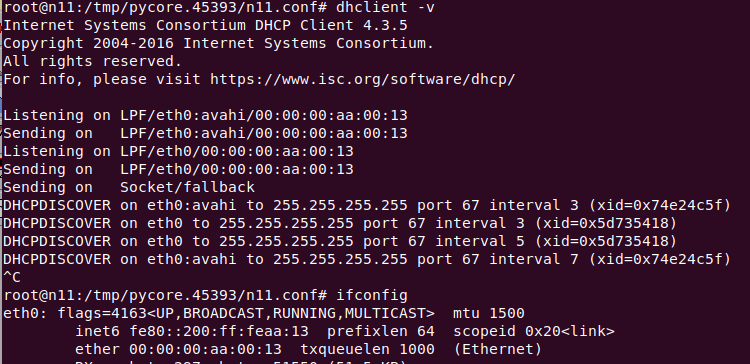 root@n11:/tmp/pycore.45393/n11.conf# dhclient -v
Internet Systems Consortium DHCP Client 4.3.5
Copyright 2004-2016 Internet Systems Consortium.
All rights reserved.
For info, please visit https://www.isc.org/software/dhcp/
Listening on LPF/eth0:avahi/00:00:00:aa:00:13
Sending on   LPF/eth0:avahi/00:00:00:aa:00:13
Listening on LPF/eth0/00:00:00:aa:00:13
Sending on   LPF/eth0/00:00:00:aa:00:13
Sending on   Socket/fallback
DHCPDISCOVER on eth0:avahi to 255.255.255.255 port 67 interval 3 (xid=0x74e24c5f)
DHCPDISCOVER on eth0 to 255.255.255.255 port 67 interval 3 (xid=0x5d735418)
DHCPDISCOVER on eth0 to 255.255.255.255 port 67 interval 5 (xid=0x5d735418)
DHCPDISCOVER on eth0:avahi to 255.255.255.255 port 67 interval 7 (xid=0x74e24c5f)
^C
root@n11:/tmp/pycore.45393/n11.conf# ifconfig
eth0: flags=4163<UP,BROADCAST,RUNNING,MULTICAST>  mtu 1500
        inet6 fe80::200:ff:feaa:13  prefixlen 64  scopeid 0x20<link>
        ether 00:00:00:aa:00:13  txqueuelen 1000  (Ethernet)